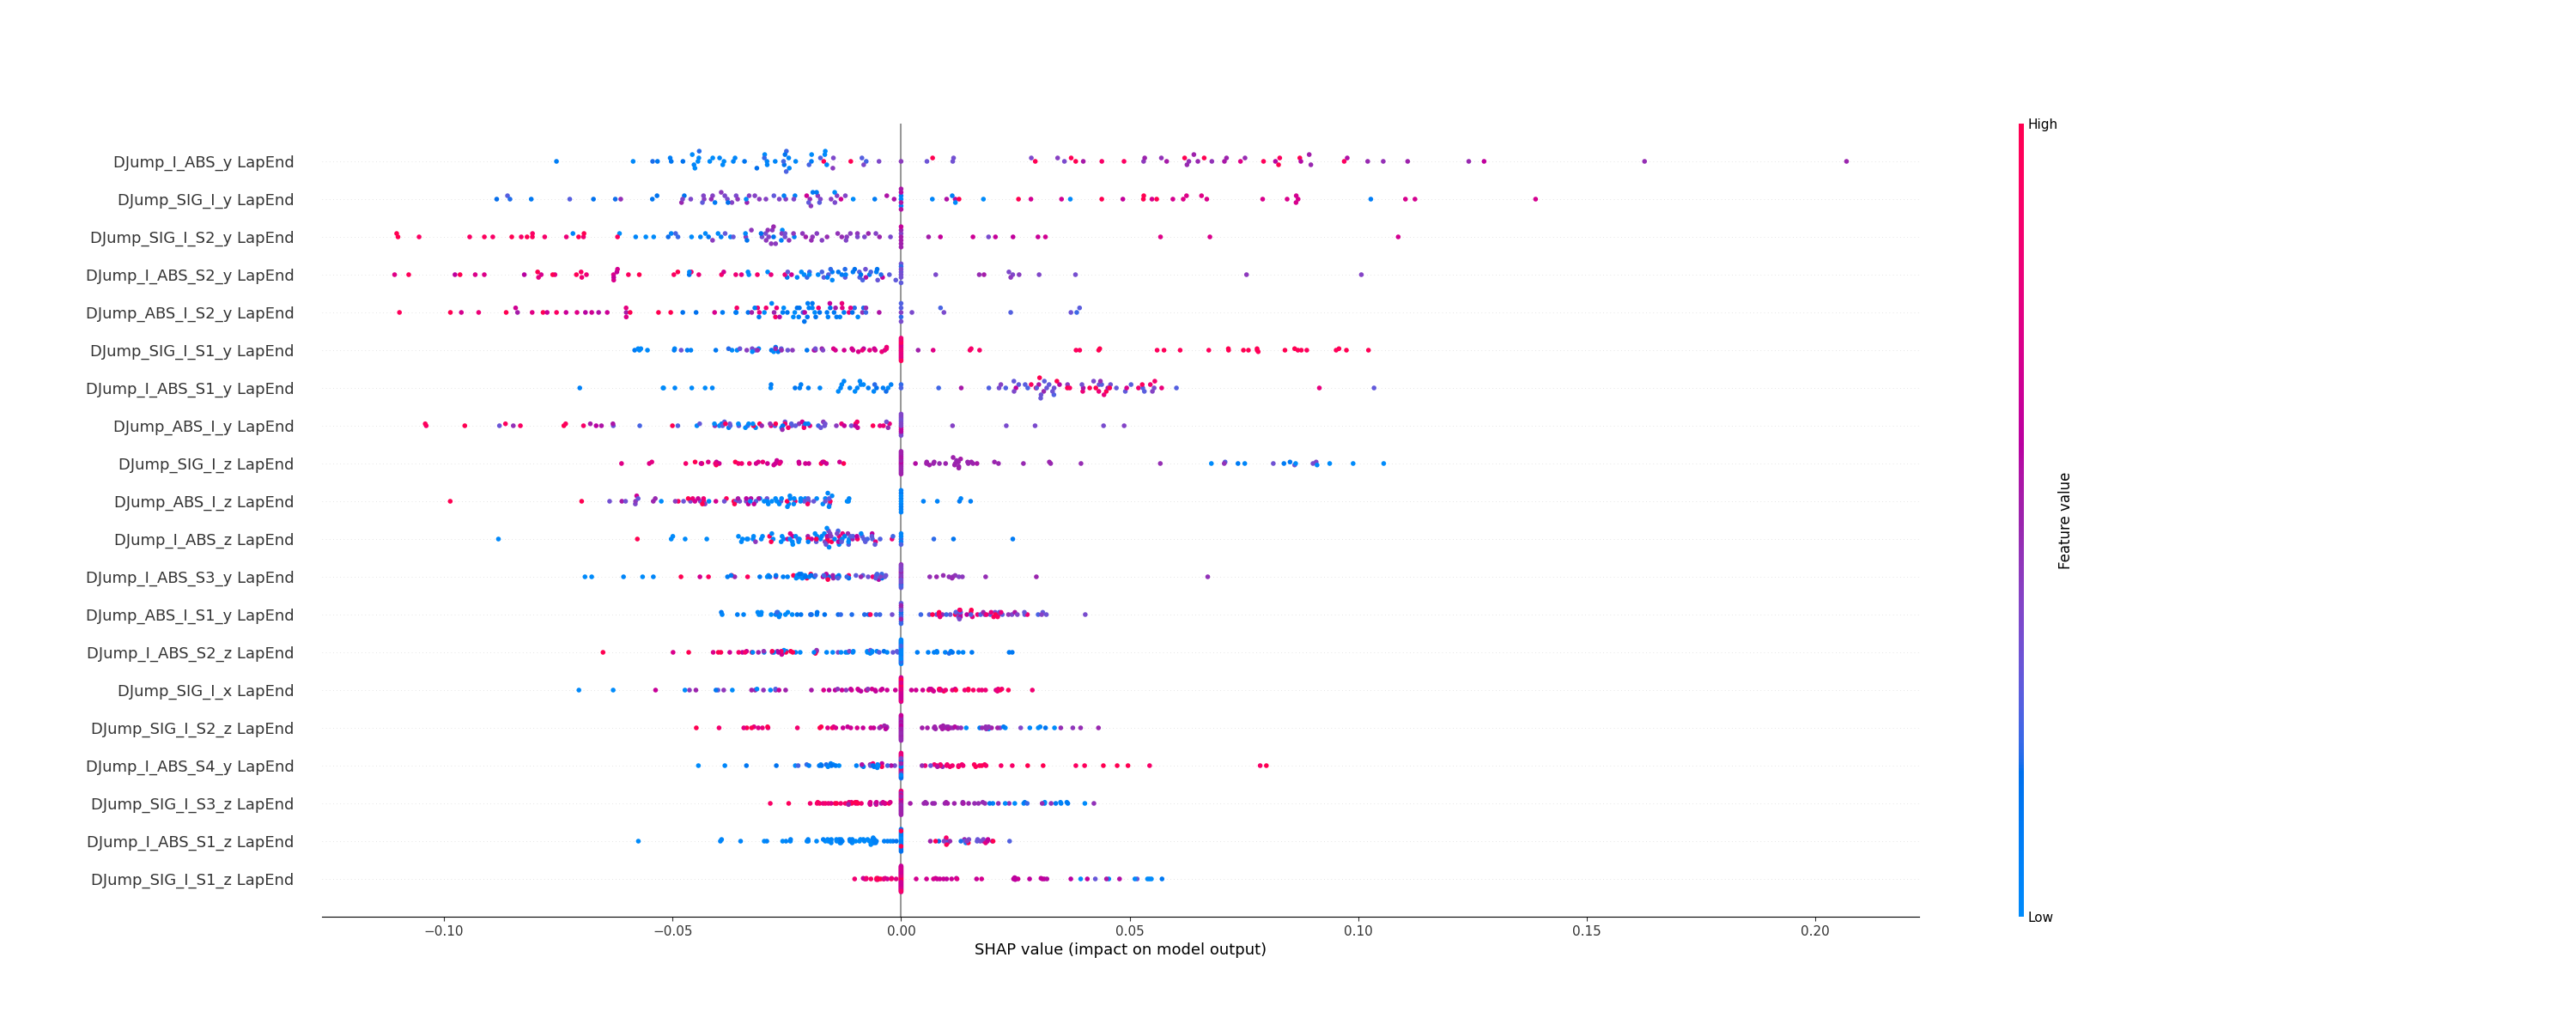 High
DJump_I_ABS_y LapEnd
DJump_SIG_I_y LapEnd
DJump_SIG_I_S2_y LapEnd
DJump_I_ABS_S2_y LapEnd
DJump_ABS_I_S2_y LapEnd
DJump_SIG_I_S1_y LapEnd
DJump_I_ABS_S1_y LapEnd
DJump_ABS_I_y LapEnd
DJump_SIG_I_z LapEnd
DJump_ABS_I_z LapEnd
DJump_I_ABS_z LapEnd
DJump_I_ABS_S3_y LapEnd
DJump_ABS_I_S1_y LapEnd
DJump_I_ABS_S2_z LapEnd
DJump_SIG_I_x LapEnd
DJump_SIG_I_S2_z LapEnd
DJump_I_ABS_S4_y LapEnd
DJump_SIG_I_S3_z LapEnd
DJump_I_ABS_S1_z LapEnd
DJump_SIG_I_S1_z LapEnd
Feature value
Low
−0.10 −0.05 0.00 0.05 0.10 0.15 0.20
SHAP value (impact on model output)